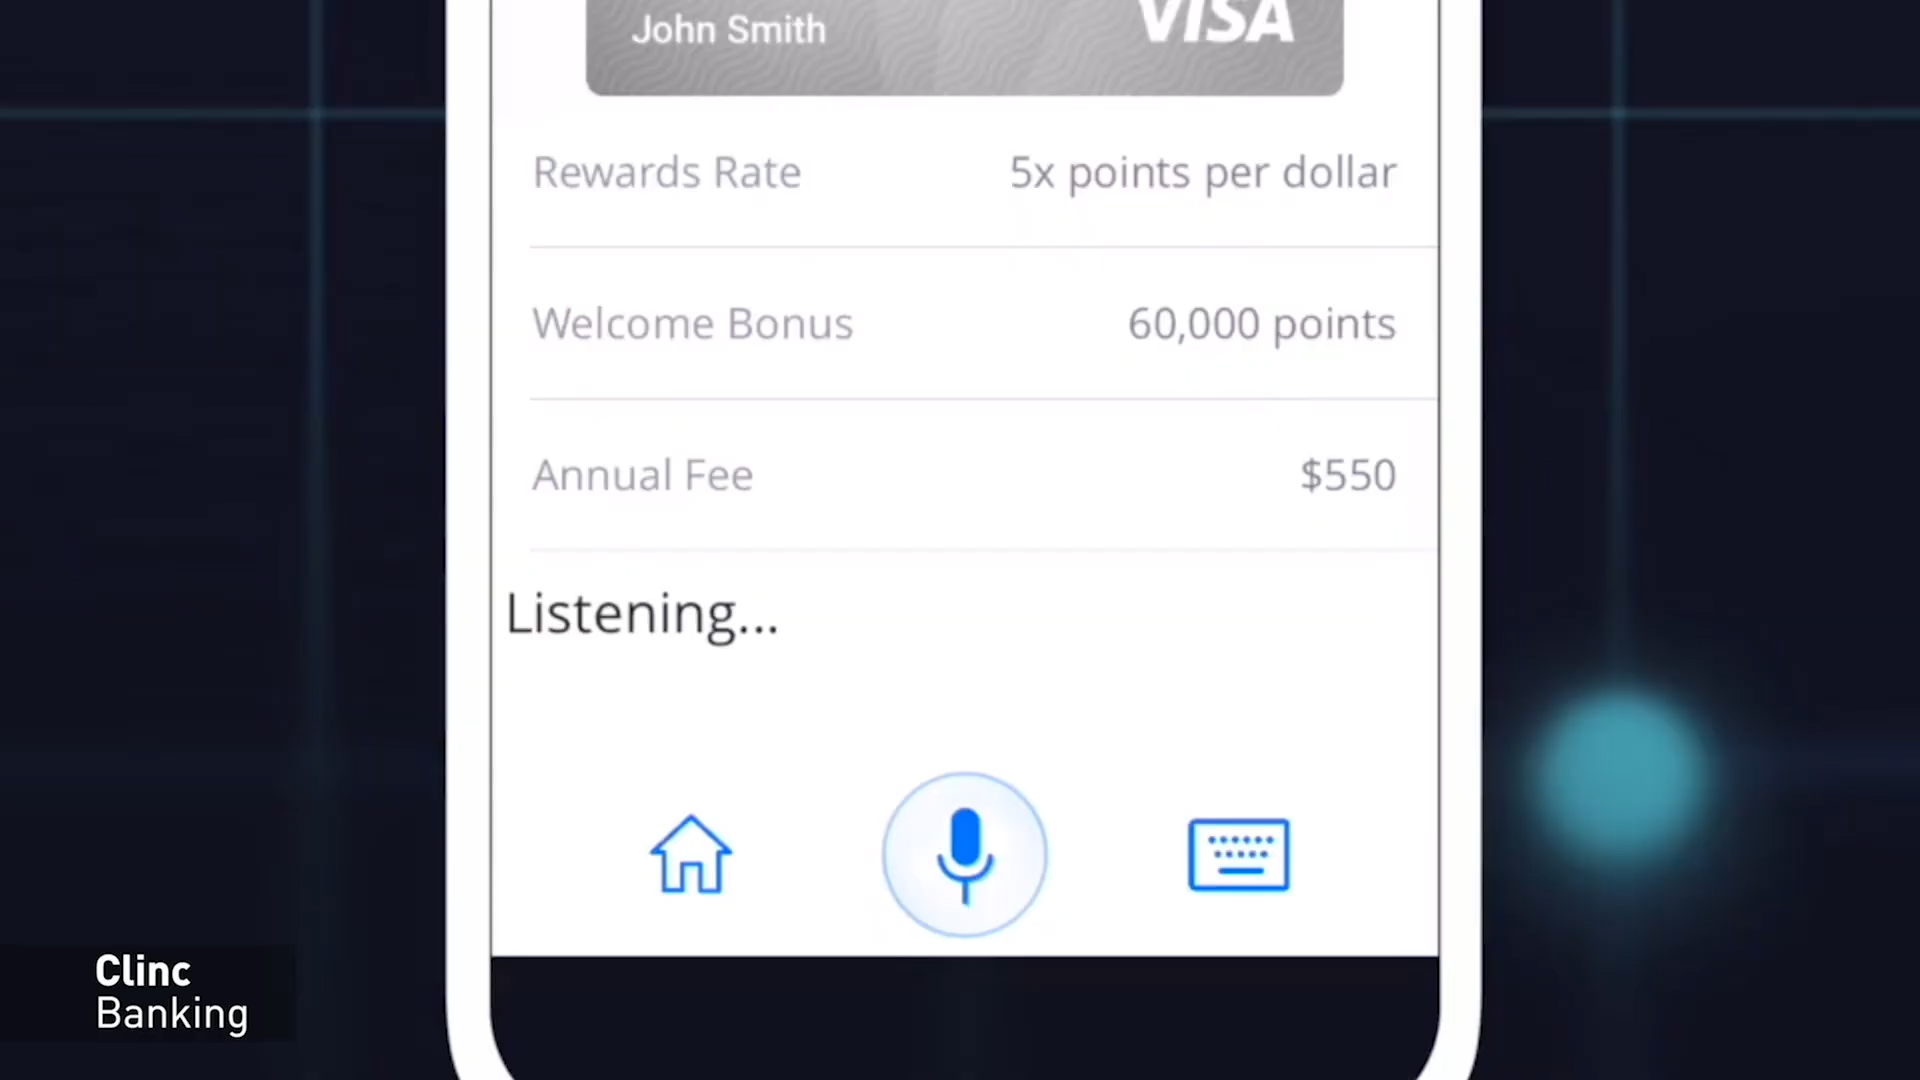 John Smith
VISA
Rewards Rate 5x points per dollar
Welcome Bonus 60,000 points
Annual Fee $550
Listening...
Clinc
Banking